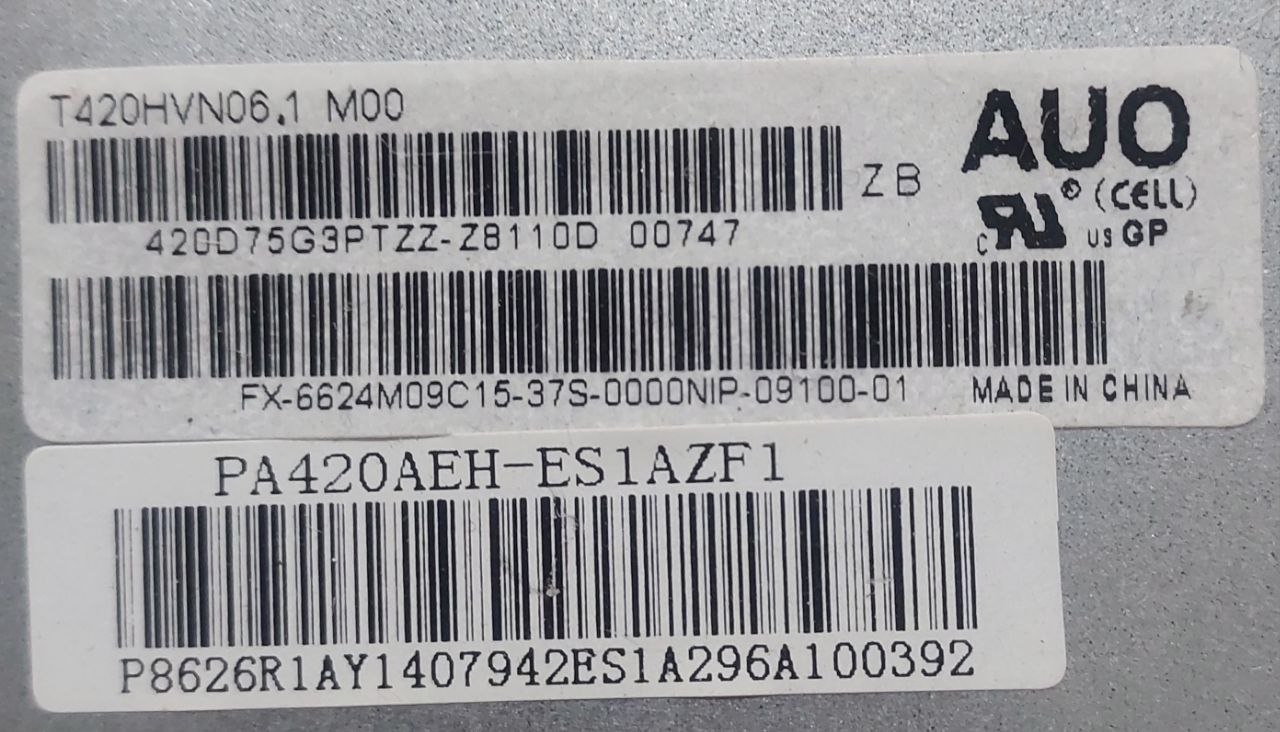 T420HVN06.1 M00
AUO
ZB
® (CELL)
c RU US GP
420D75G3PTZZ-Z8110D 00747
FX-6624M09C15-37S-0000NIP-09100-01 MADE IN CHINA
PA420AEH-ES1AZF1
P8626R1AY1407942ES1A296A100392